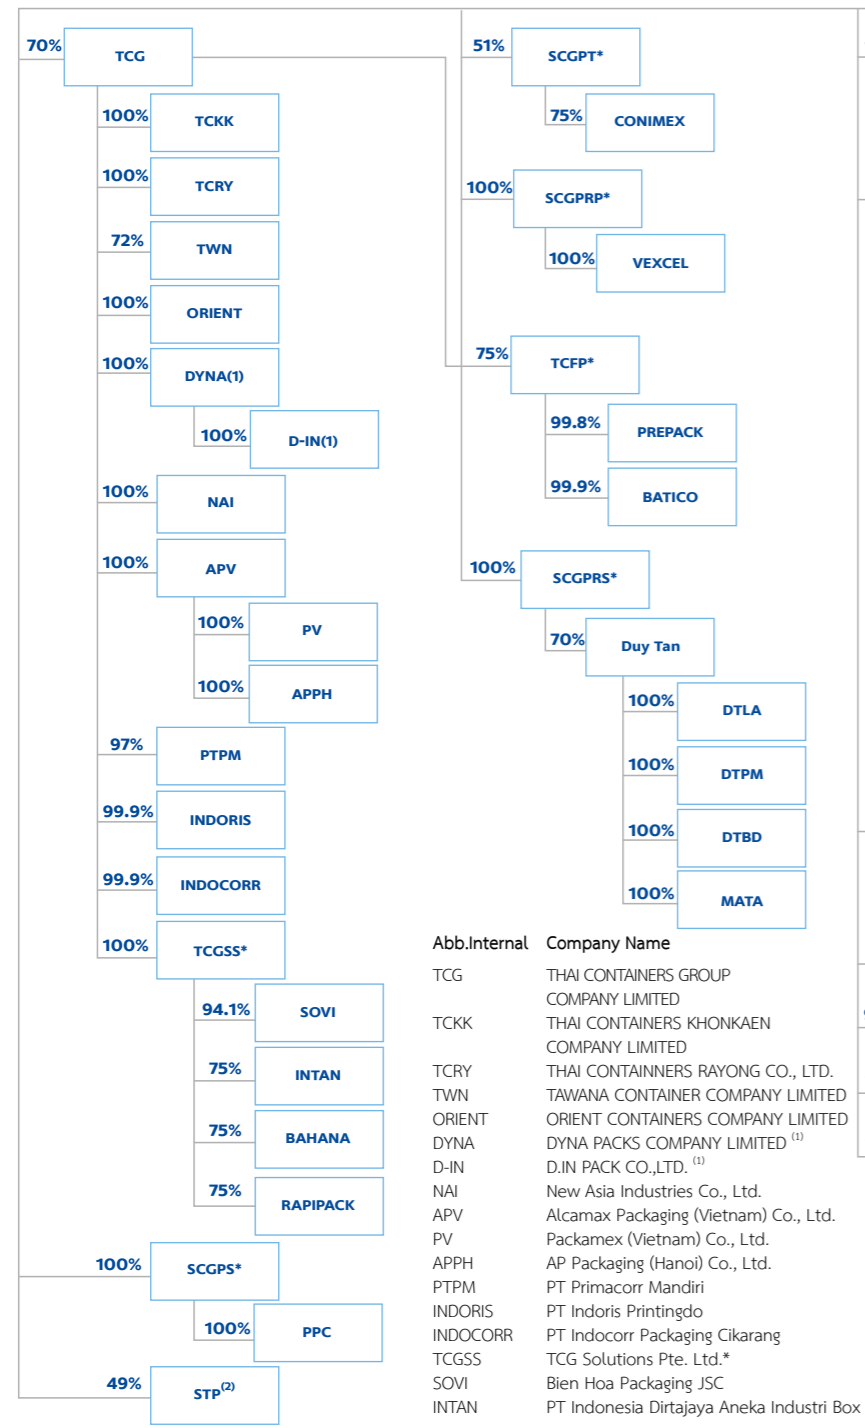 70%
TCG
100%
TCKK
100%
TCRY
72%
TWN
100%
ORIENT
100%
DYNA(1)
100%
D-IN(1)
100%
NAI
100%
APV
100%
PV
100%
APPH
97%
PTPM
99.9%
INDORIS
99.9%
INDOCORR
100%
TCGSS*
94.1%
SOVI
75%
INTAN
75%
BAHANA
75%
RAPIPACK
100%
SCGPS*
100%
PPC
49%
STP(2)
51%
SCGPT*
75%
CONIMEX
100%
SCGPRP*
100%
VEXCEL
75%
TCFP*
99.8%
PREPACK
99.9%
BATICO
100%
SCGPRS*
70%
Duy Tan
100%
DTLA
100%
DTPM
100%
DTBD
100%
MATA
Abb.Internal Company Name
TCG THAI CONTAINERS GROUP
COMPANY LIMITED
TCKK THAI CONTAINERS KHONKAEN
COMPANY LIMITED
TCRY THAI CONTAINNERS RAYONG CO., LTD.
TWN TAWANA CONTAINER COMPANY LIMITED
ORIENT ORIENT CONTAINERS COMPANY LIMITED
DYNA DYNA PACKS COMPANY LIMITED (1)
D-IN D.IN PACK CO.,LTD. (1)
NAI New Asia Industries Co., Ltd.
APV Alcamax Packaging (Vietnam) Co., Ltd.
PV Packamex (Vietnam) Co., Ltd.
APPH AP Packaging (Hanoi) Co., Ltd.
PTPM PT Primacorr Mandiri
INDORIS PT Indoris Printingdo
INDOCORR PT Indocorr Packaging Cikarang
TCGSS TCG Solutions Pte. Ltd.*
SOVI Bien Hoa Packaging JSC
INTAN PT Indonesia Dirtajaya Aneka Industri Box